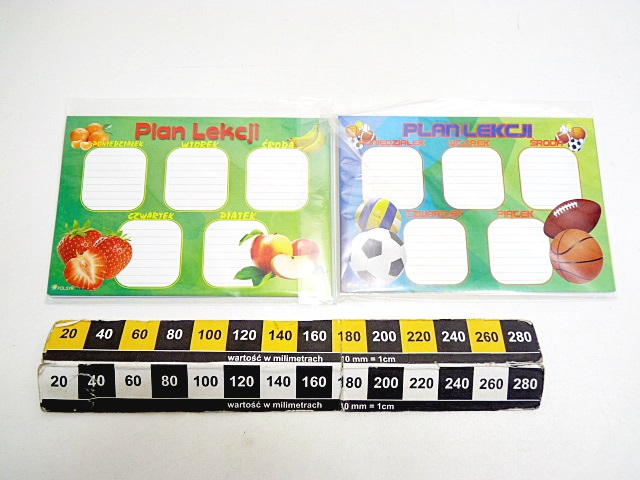 Plan Lekcji
PONIEDZIAŁEK WTOREK ŚRODA
CZWARTEK PIĄTEK
POLSYR
PLAN LEKCJI
PONIEDZIAŁEK WTOREK ŚRODA
CZWARTEK PIĄTEK
20 40 60 80 100 120 140 160 180 200 220 240 260 280
wartość w milimetrach 10 mm = 1cm
20 40 60 80 100 120 140 160 180 200 220 240 260 280
wartość w milimetrach 10 mm = 1cm